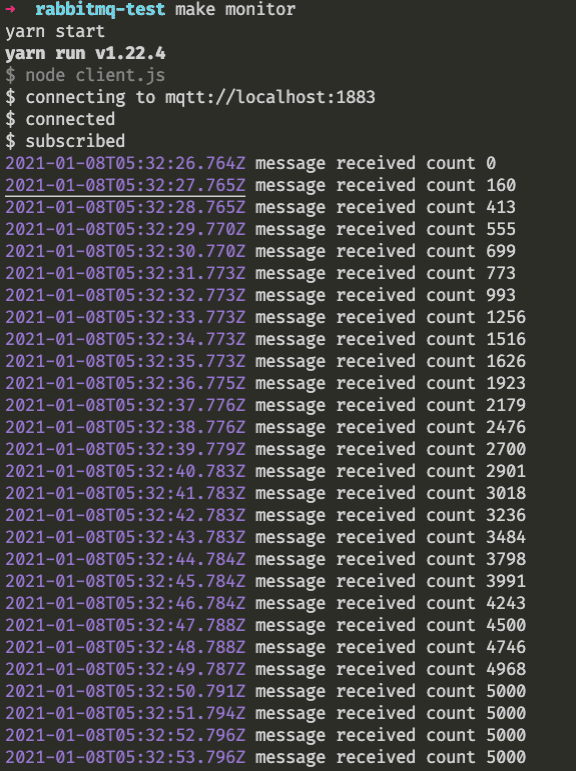 → rabbitmq-test make monitor
yarn start
yarn run v1.22.4
$ node client.js
$ connecting to mqtt://localhost:1883
$ connected
$ subscribed
2021-01-08T05:32:26.764Z message received count 0
2021-01-08T05:32:27.765Z message received count 160
2021-01-08T05:32:28.765Z message received count 413
2021-01-08T05:32:29.770Z message received count 555
2021-01-08T05:32:30.770Z message received count 699
2021-01-08T05:32:31.773Z message received count 773
2021-01-08T05:32:32.773Z message received count 993
2021-01-08T05:32:33.773Z message received count 1256
2021-01-08T05:32:34.773Z message received count 1516
2021-01-08T05:32:35.773Z message received count 1626
2021-01-08T05:32:36.775Z message received count 1923
2021-01-08T05:32:37.776Z message received count 2179
2021-01-08T05:32:38.776Z message received count 2476
2021-01-08T05:32:39.779Z message received count 2700
2021-01-08T05:32:40.783Z message received count 2901
2021-01-08T05:32:41.783Z message received count 3018
2021-01-08T05:32:42.783Z message received count 3236
2021-01-08T05:32:43.783Z message received count 3484
2021-01-08T05:32:44.784Z message received count 3798
2021-01-08T05:32:45.784Z message received count 3991
2021-01-08T05:32:46.784Z message received count 4243
2021-01-08T05:32:47.788Z message received count 4500
2021-01-08T05:32:48.788Z message received count 4746
2021-01-08T05:32:49.787Z message received count 4968
2021-01-08T05:32:50.791Z message received count 5000
2021-01-08T05:32:51.794Z message received count 5000
2021-01-08T05:32:52.796Z message received count 5000
2021-01-08T05:32:53.796Z message received count 5000